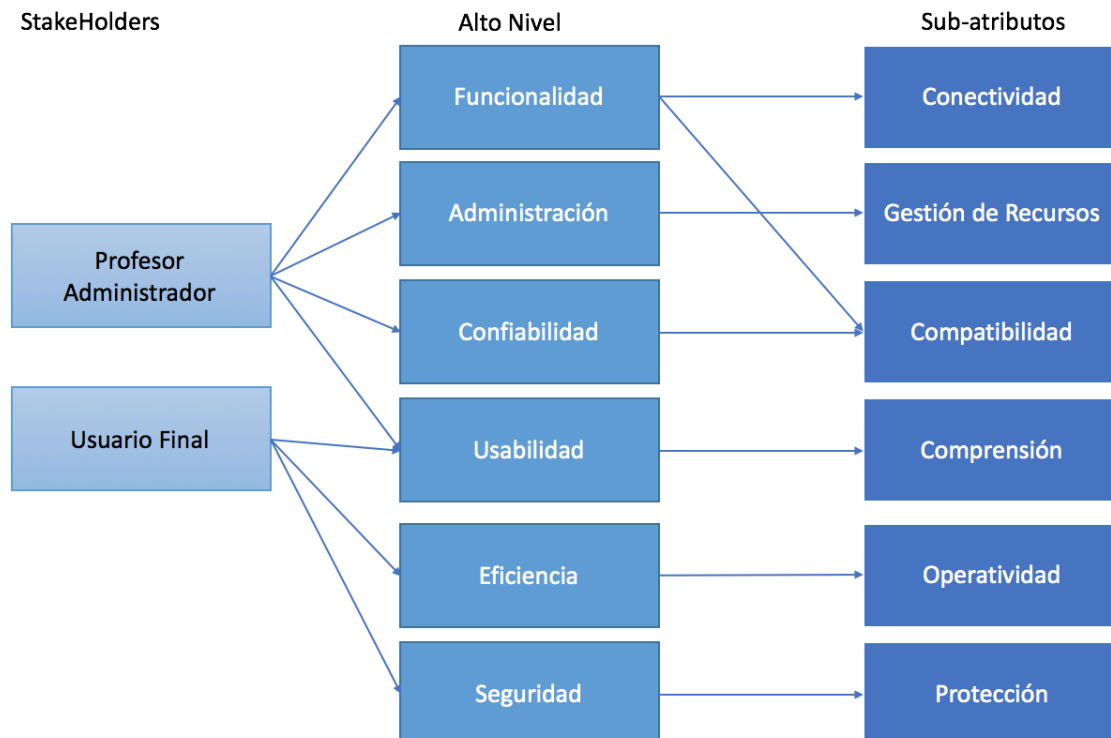 StakeHolders
Alto Nivel
Sub-atributos
Funcionalidad
Conectividad
Administración
Gestión de Recursos
Profesor
Administrador
Confiabilidad
Compatibilidad
Usuario Final
Usabilidad
Comprensión
Eficiencia
Operatividad
Seguridad
Protección